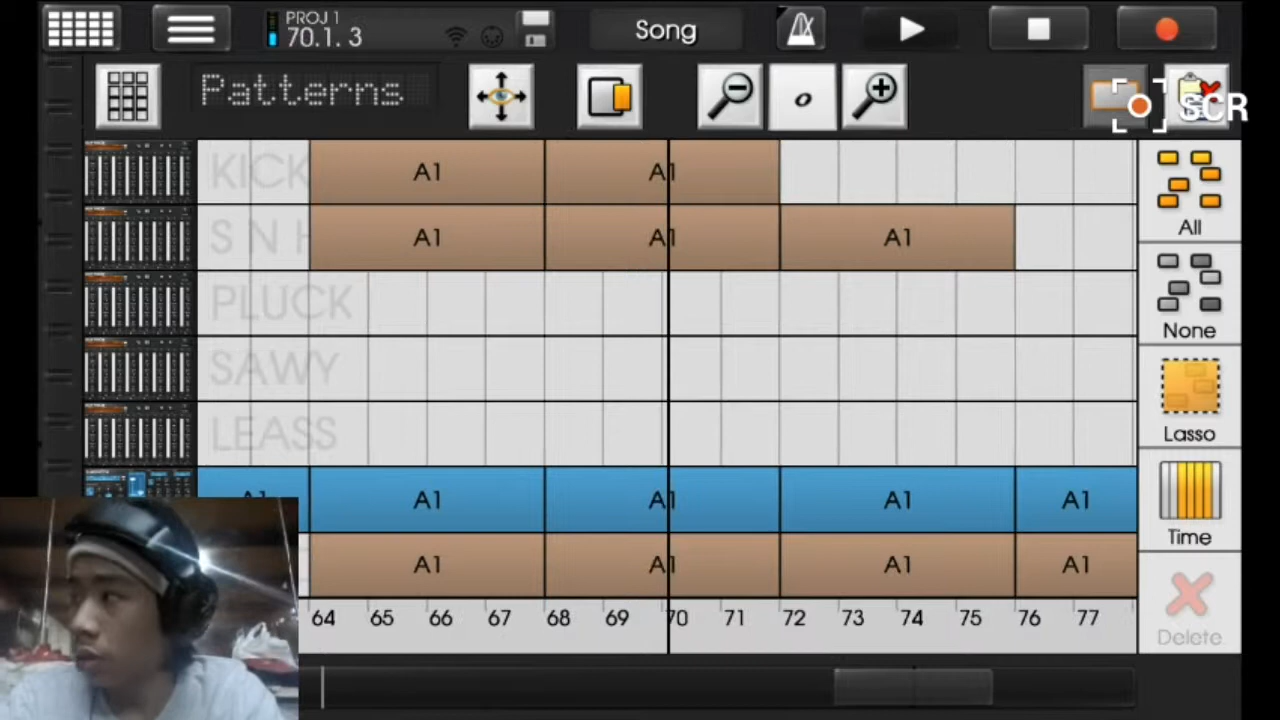 PROJ 1
70.1. 3
Song
Patterns
SCR
KICK A1 A1
S N H A1 A1 A1
PLUCK
SAWY
LEASS
A1 A1 A1 A1 A1
A1 A1 A1 A1
64 65 66 67 68 69 70 71 72 73 74 75 76 77
All
None
Lasso
Time
Delete